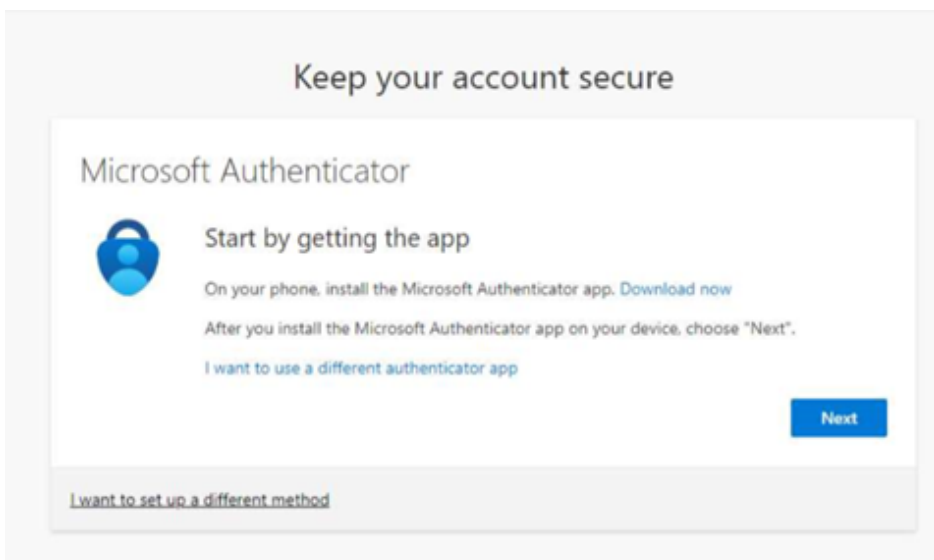 Keep your account secure
Microsoft Authenticator
Start by getting the app
On your phone, install the Microsoft Authenticator app. Download now
After you install the Microsoft Authenticator app on your device, choose "Next".
I want to use a different authenticator app
Next
I want to set up a different method